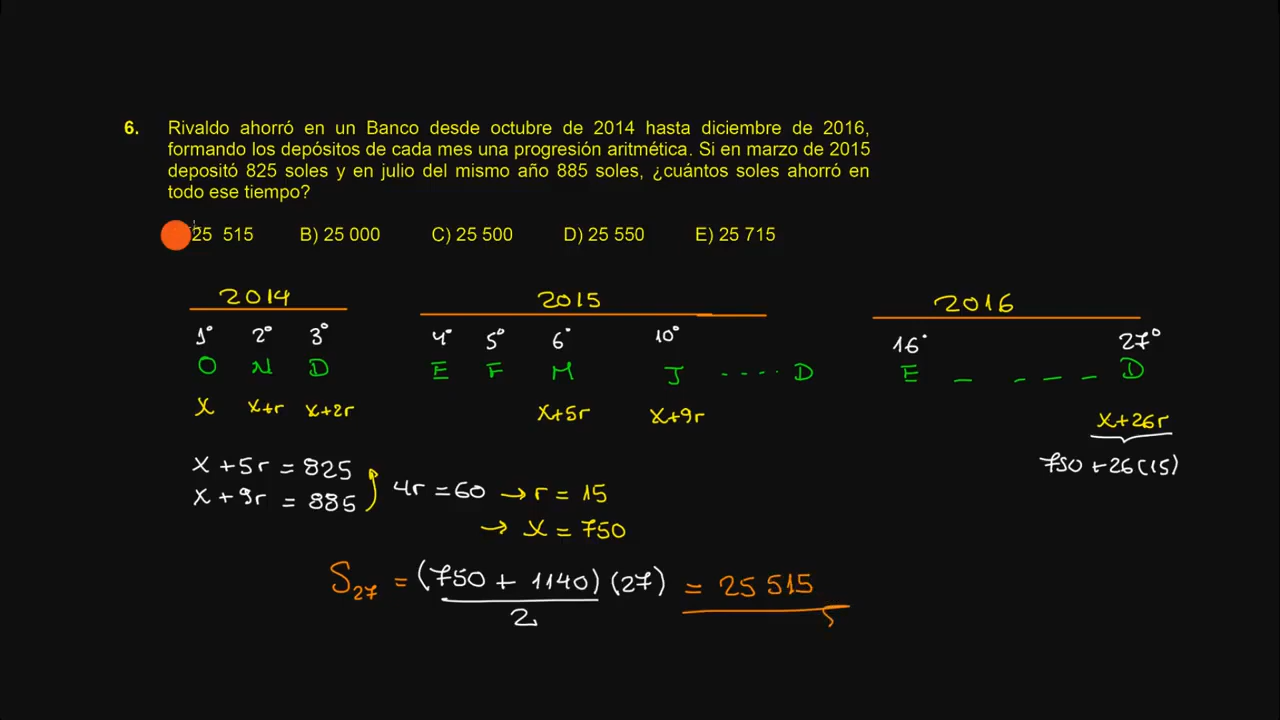 6. Rivaldo ahorró en un Banco desde octubre de 2014 hasta diciembre de 2016,
formando los depósitos de cada mes una progresión aritmética. Si en marzo de 2015
depositó 825 soles y en julio del mismo año 885 soles, ¿cuántos soles ahorró en
todo ese tiempo?
25 515 B) 25 000 C) 25 500 D) 25 550 E) 25 715
2014 2015 2016
1° 2° 3° 4° 5° 6° 10° 16° 27°
O N D E F M J ---- D E _ _ _ _ D
x x+r x+2r x+5r x+9r x+26r
750 +26(15)
x +5r = 825
x + 9r = 885
4r = 60 → r = 15
→ x = 750
S27 = (750 + 1140) (27) = 25 515
2